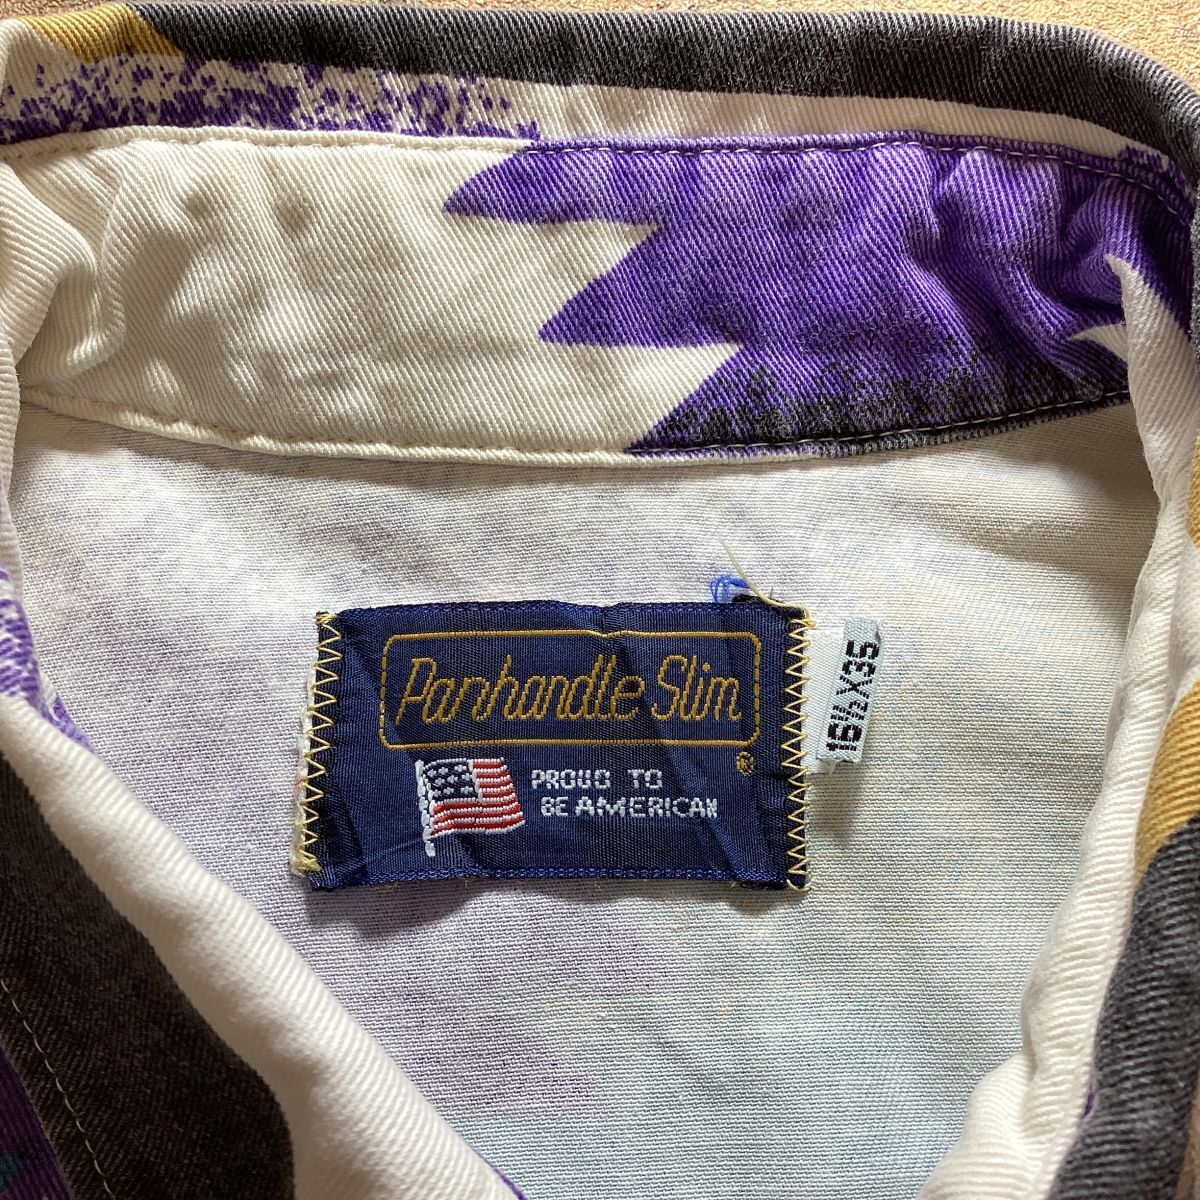 Panhandle Slim
®
PROUD TO
BE AMERICAN
16½X35